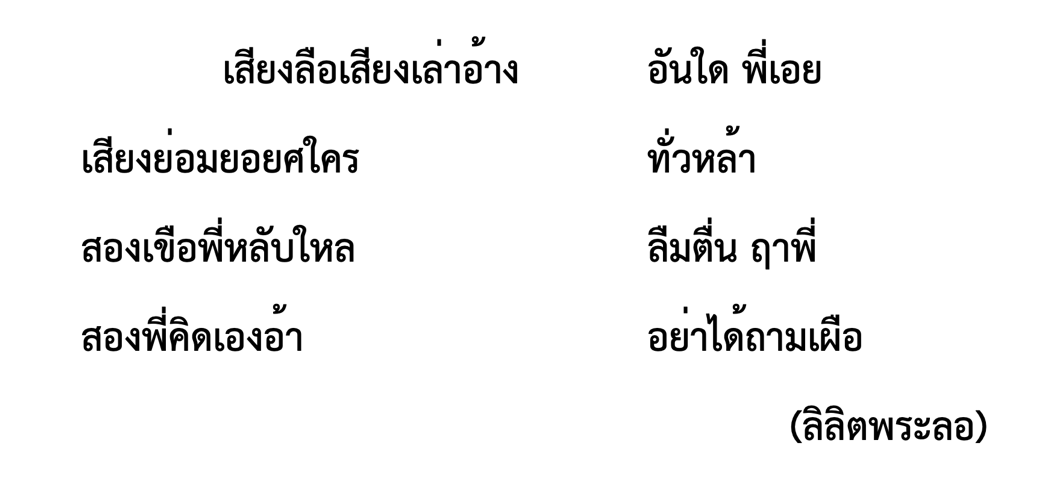 เสียงลือเสียงเล่าอ้าง อันใด พี่เอย
เสียงย่อมยอยศใคร ทั่วหล้า
สองเขือพี่หลับใหล ลืมตื่น ฤาพี่
สองพี่คิดเองอ้า อย่าได้ถามเผือ
(ลิลิตพระลอ)